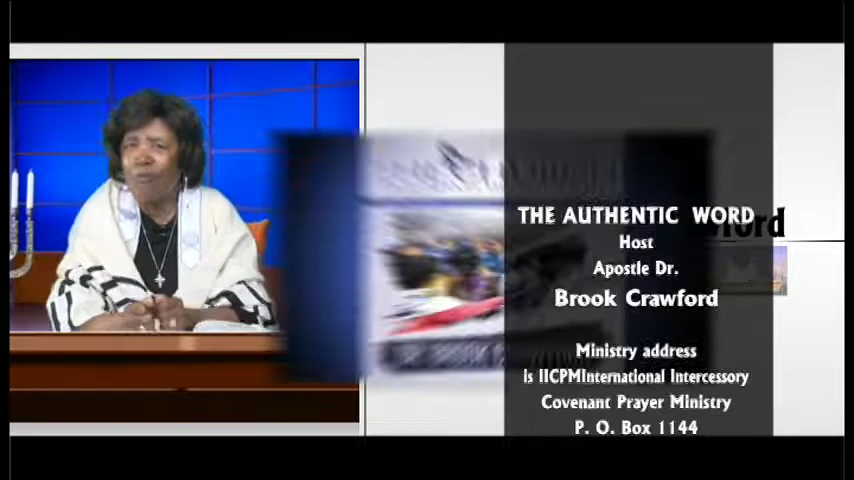 THE AUTHENTIC WORD
Host
Apostle Dr.
Brook Crawford
Ministry address
is IICPMInternational Intercessory
Covenant Prayer Ministry
P. O. Box 1144